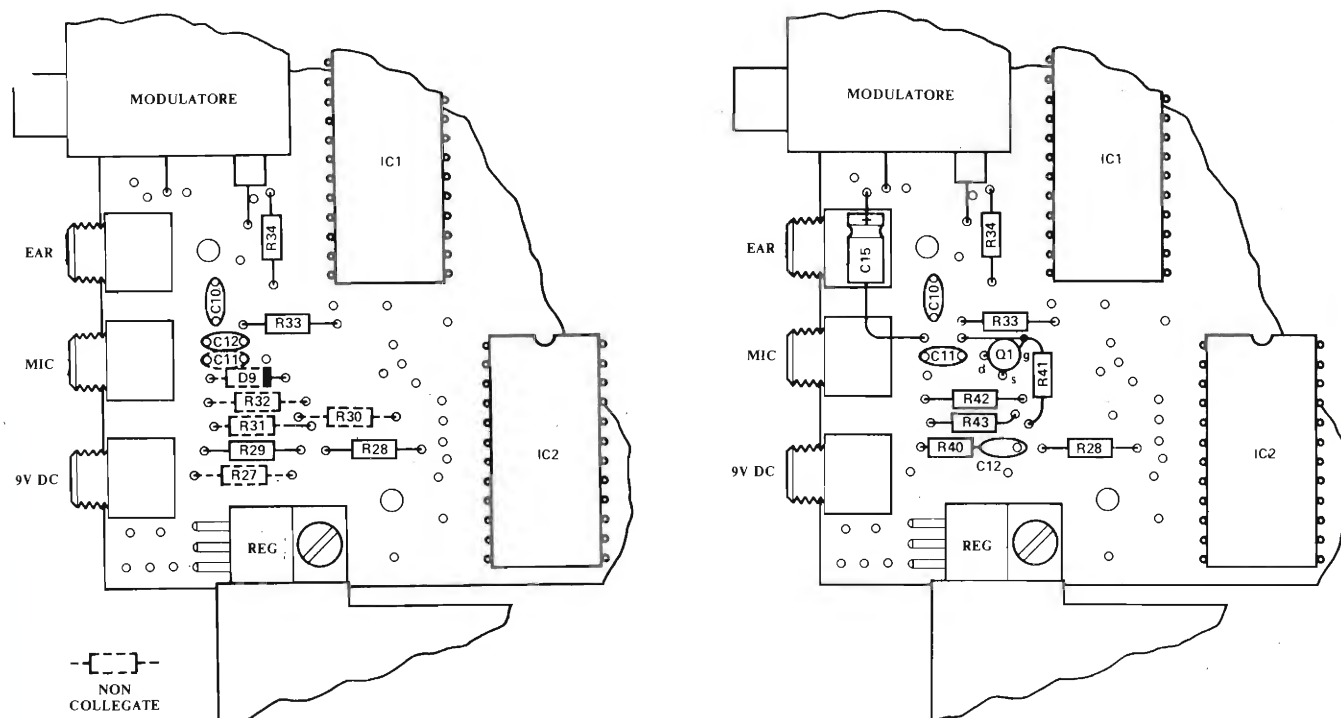 MODULATORE
IC1
EAR
R34
C10
R33
MIC
C12
C11
D9
R32
R31
R30
R29
R28
9V DC
R27
IC2
REG
NON
COLLEGATE
MODULATORE
IC1
EAR
C15
+
R34
C10
R33
MIC
C11
Q1
d
g
s
R41
R42
R43
R40
C12
R28
9V DC
IC2
REG